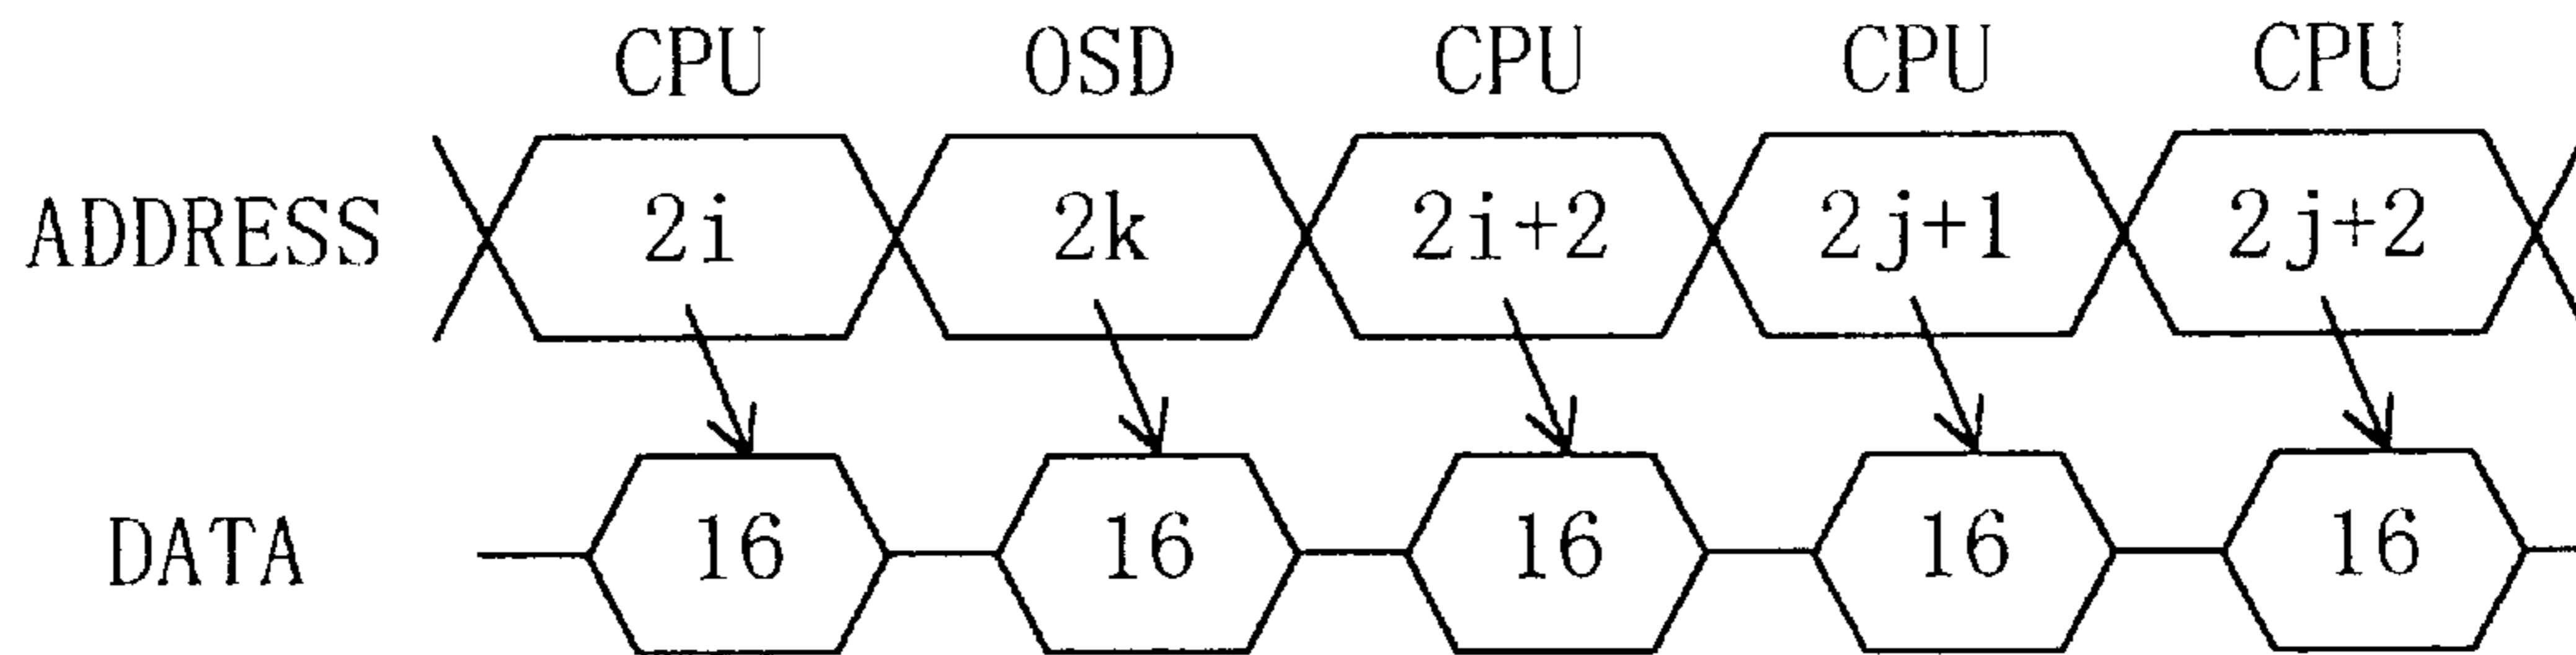 CPU OSD CPU CPU CPU
ADDRESS 2i 2k 2i+2 2j+1 2j+2
DATA 16 16 16 16 16